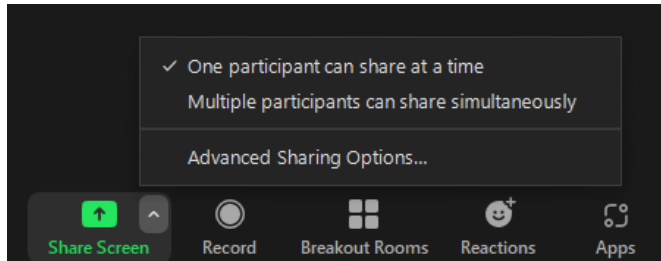 One participant can share at a time
Multiple participants can share simultaneously
Advanced Sharing Options...
Share Screen
Record
Breakout Rooms
Reactions
Apps